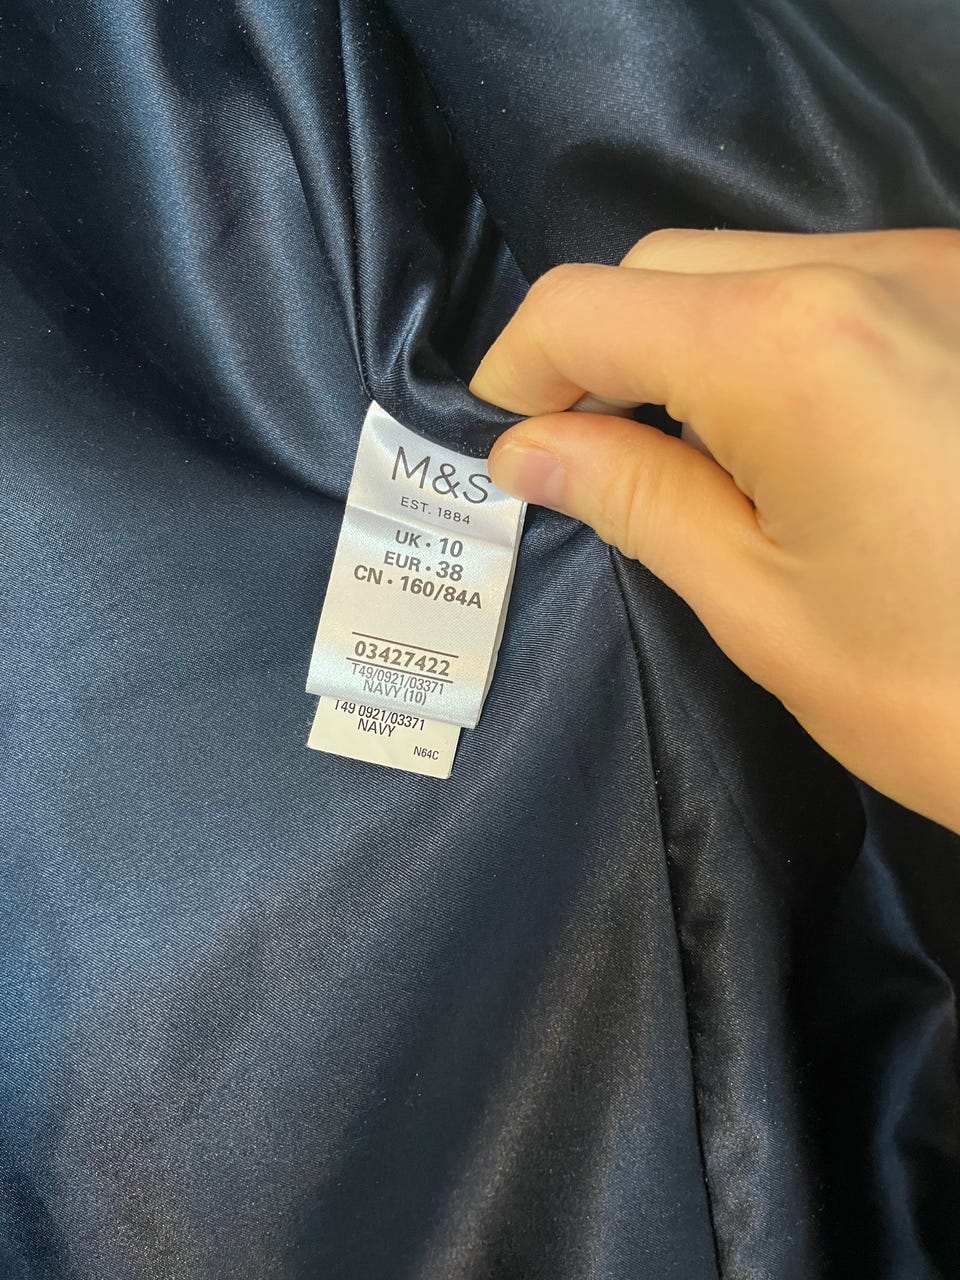 M&S
EST. 1884
UK · 10
EUR · 38
CN · 160/84A
03427422
T49/0921/03371
NAVY (10)
T49 0921/03371
NAVY
N64C